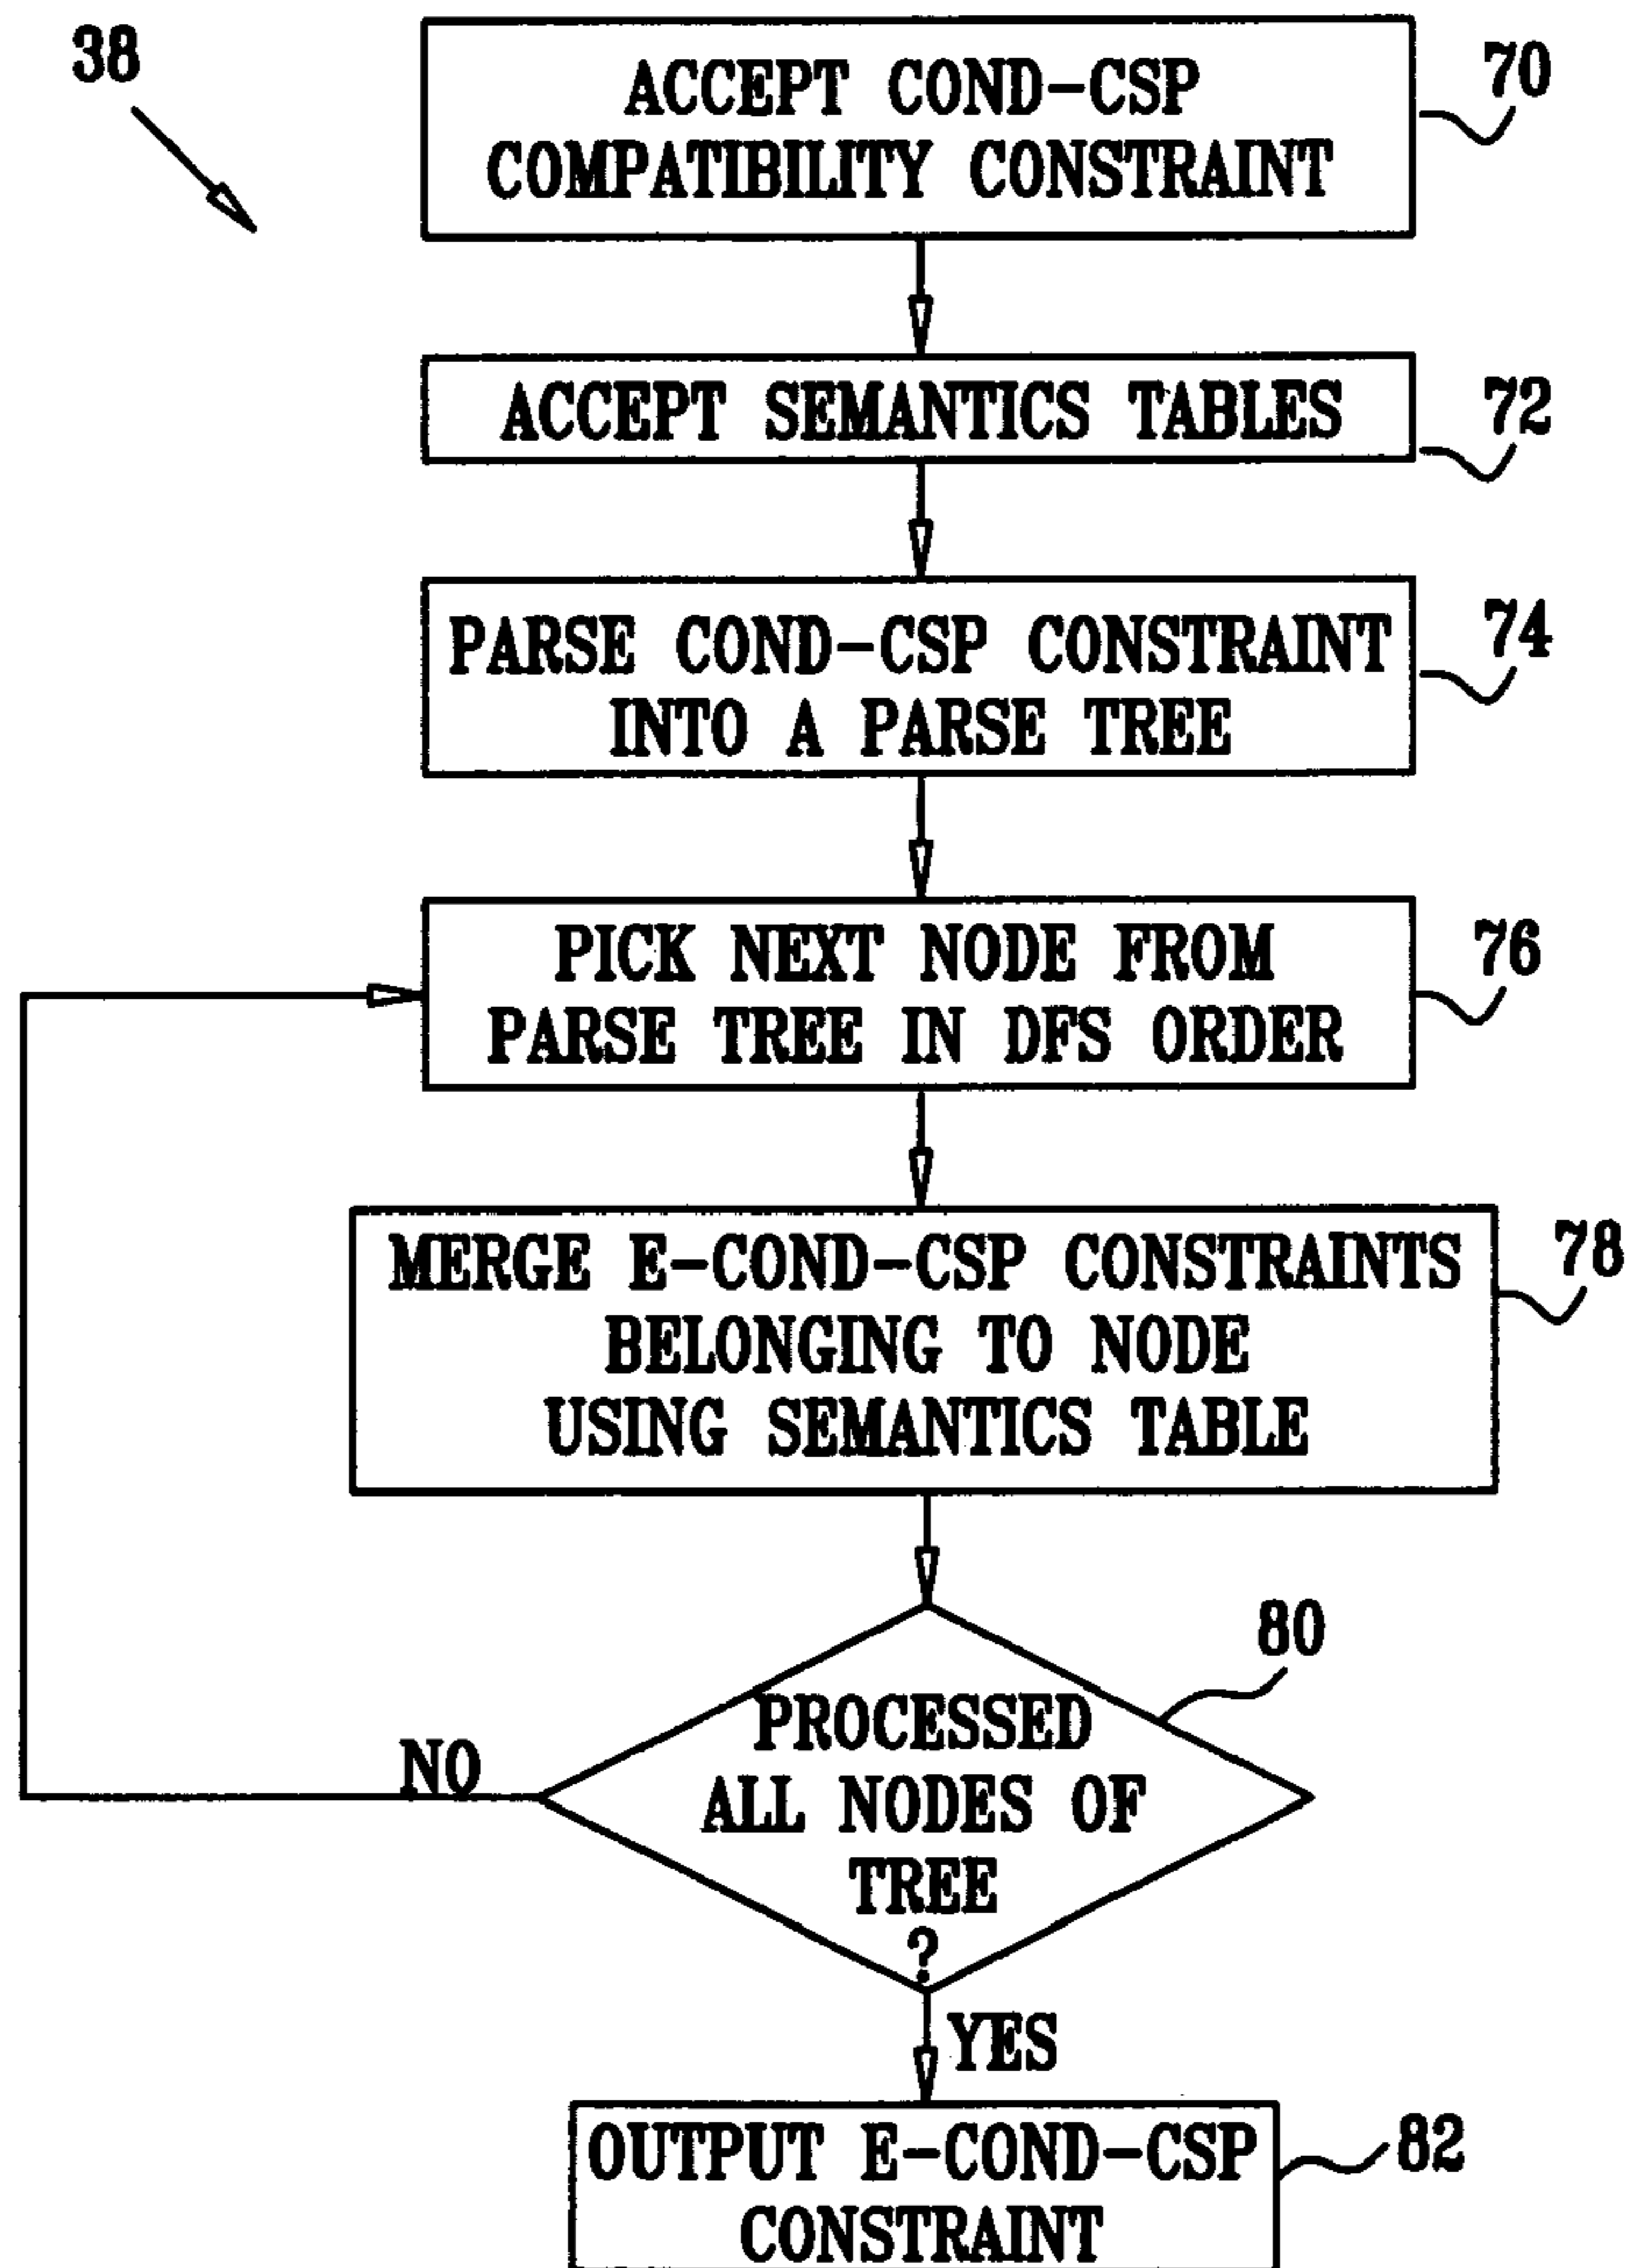 38
ACCEPT COND-CSP
COMPATIBILITY CONSTRAINT
70
ACCEPT SEMANTICS TABLES
72
PARSE COND-CSP CONSTRAINT
INTO A PARSE TREE
74
PICK NEXT NODE FROM
PARSE TREE IN DFS ORDER
76
MERGE E-COND-CSP CONSTRAINTS
BELONGING TO NODE
USING SEMANTICS TABLE
78
80
PROCESSED
ALL NODES OF
TREE
?
NO
YES
OUTPUT E-COND-CSP
CONSTRAINT
82